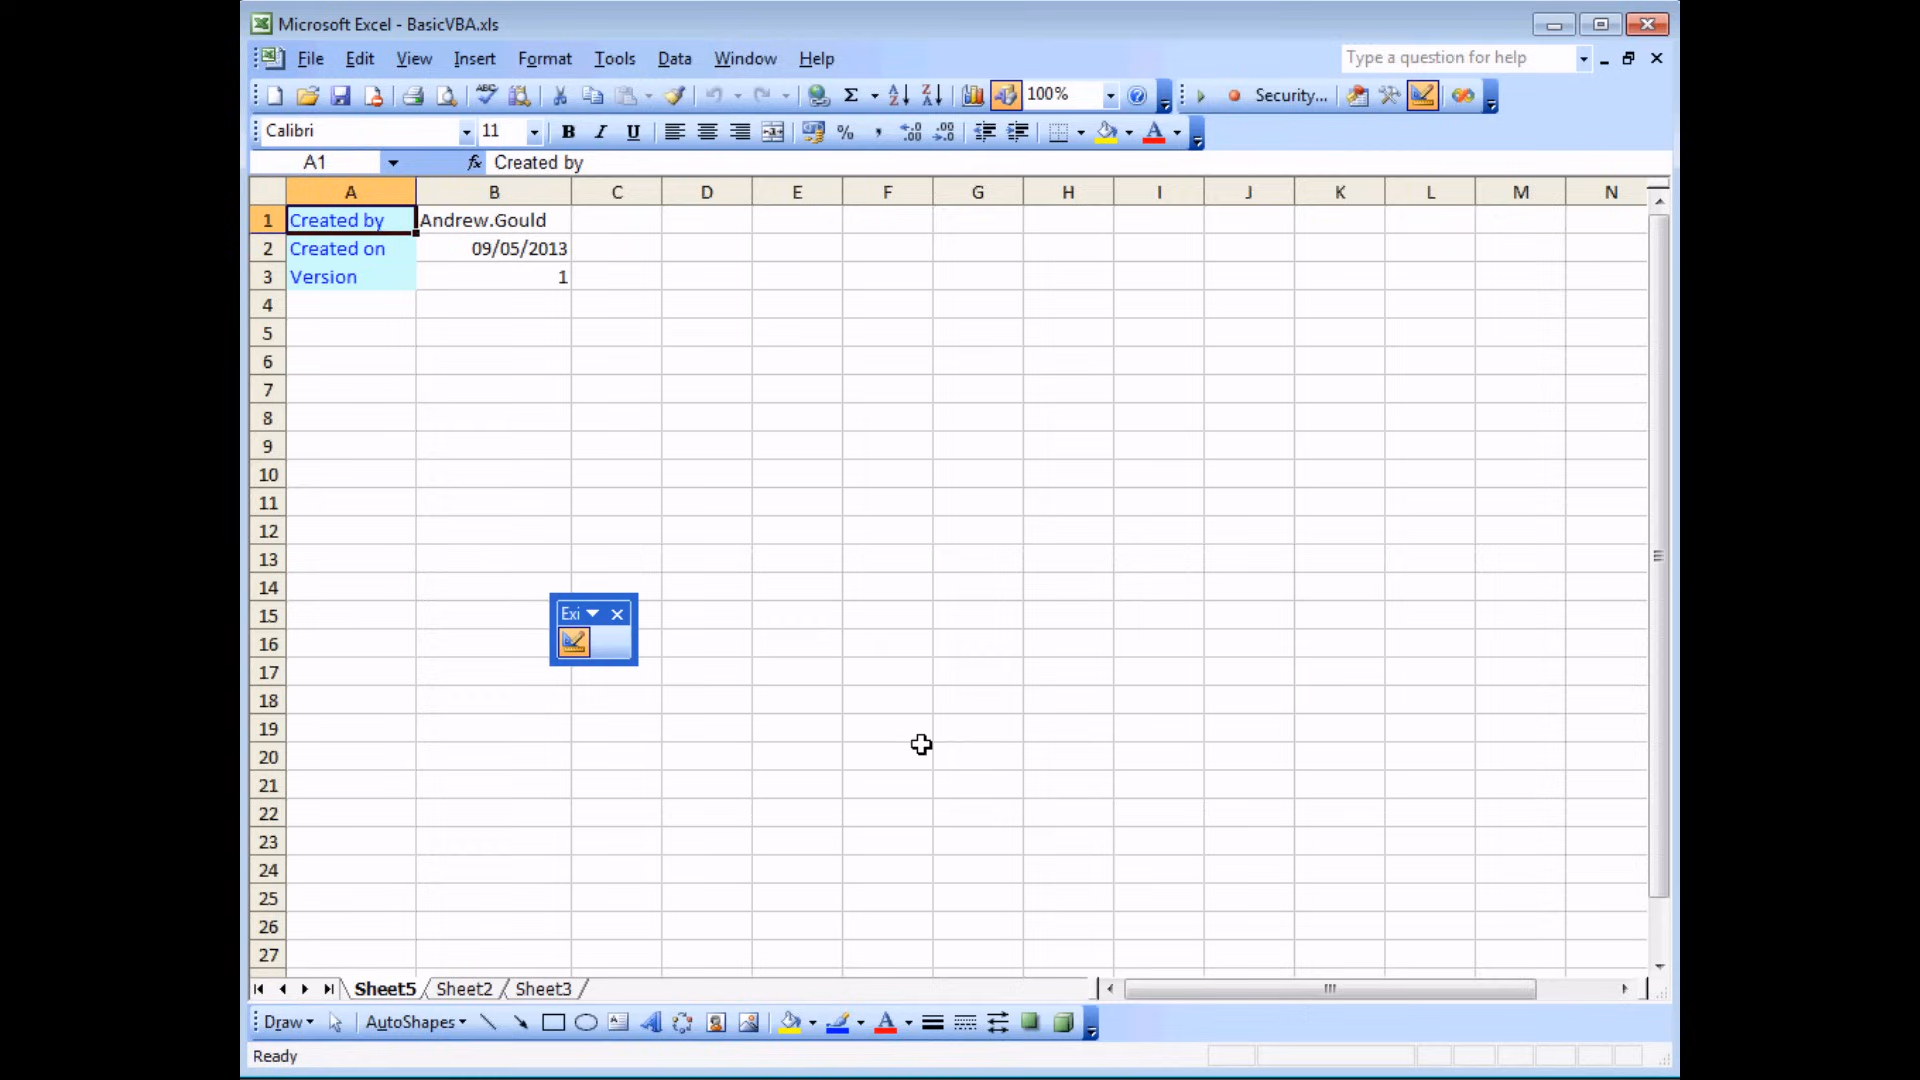 Microsoft Excel - BasicVBA.xls
File Edit View Insert Format Tools Data Window Help Type a question for help
ABC Σ A Z Z A 100% Security...
Calibri 11 B I U % , A
A1 fx Created by
A B C D E F G H I J K L M N
1 Created by Andrew.Gould
2 Created on 09/05/2013
3 Version 1
4
5
6
7
8
9
10
11
12
13
14
15
Exi
16
17
18
19
20
21
22
23
24
25
26
27
Sheet5 Sheet2 Sheet3
Draw AutoShapes A
Ready